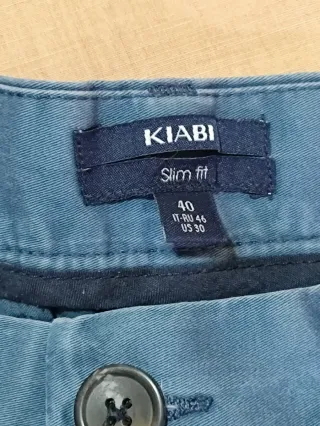 KIABI
Slim fit
40
IT-RU 46
US 30